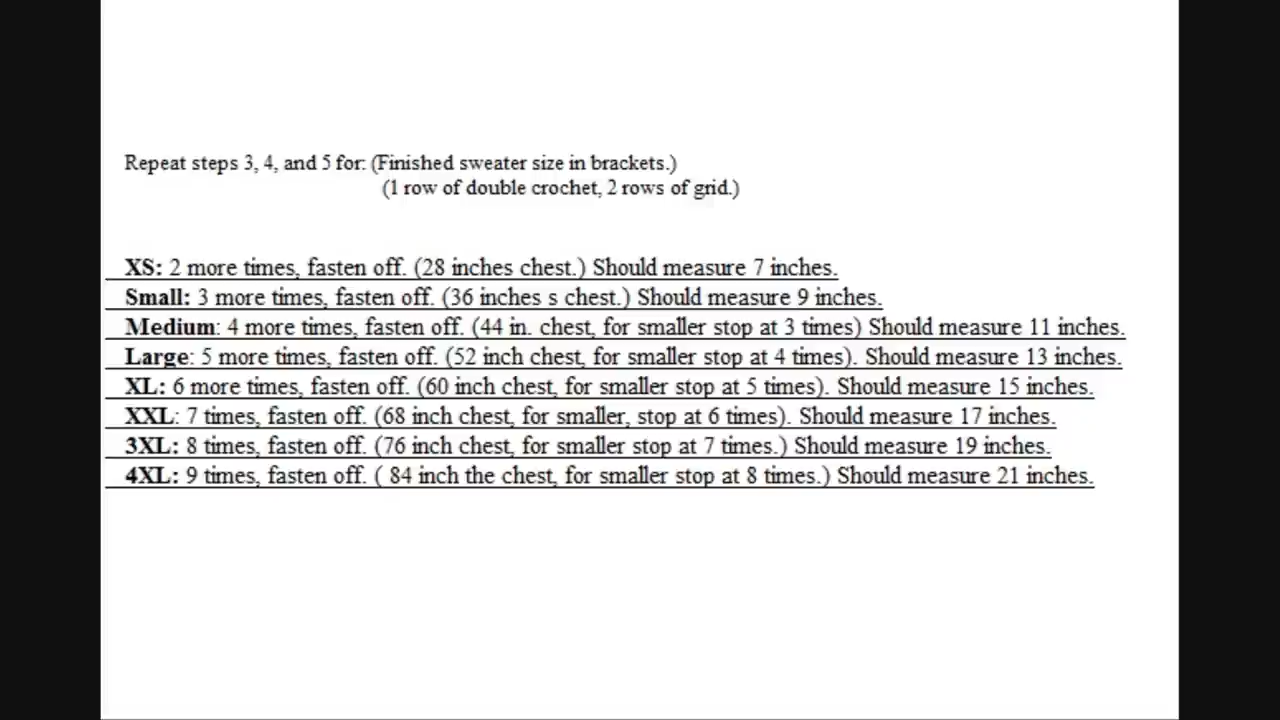 Repeat steps 3, 4, and 5 for: (Finished sweater size in brackets.)
(1 row of double crochet, 2 rows of grid.)
XS: 2 more times, fasten off. (28 inches chest.) Should measure 7 inches.
Small: 3 more times, fasten off. (36 inches s chest.) Should measure 9 inches.
Medium: 4 more times, fasten off. (44 in. chest, for smaller stop at 3 times) Should measure 11 inches.
Large: 5 more times, fasten off. (52 inch chest, for smaller stop at 4 times). Should measure 13 inches.
XL: 6 more times, fasten off. (60 inch chest, for smaller stop at 5 times). Should measure 15 inches.
XXL: 7 times, fasten off. (68 inch chest, for smaller, stop at 6 times). Should measure 17 inches.
3XL: 8 times, fasten off. (76 inch chest, for smaller stop at 7 times.) Should measure 19 inches.
4XL: 9 times, fasten off. ( 84 inch the chest, for smaller stop at 8 times.) Should measure 21 inches.